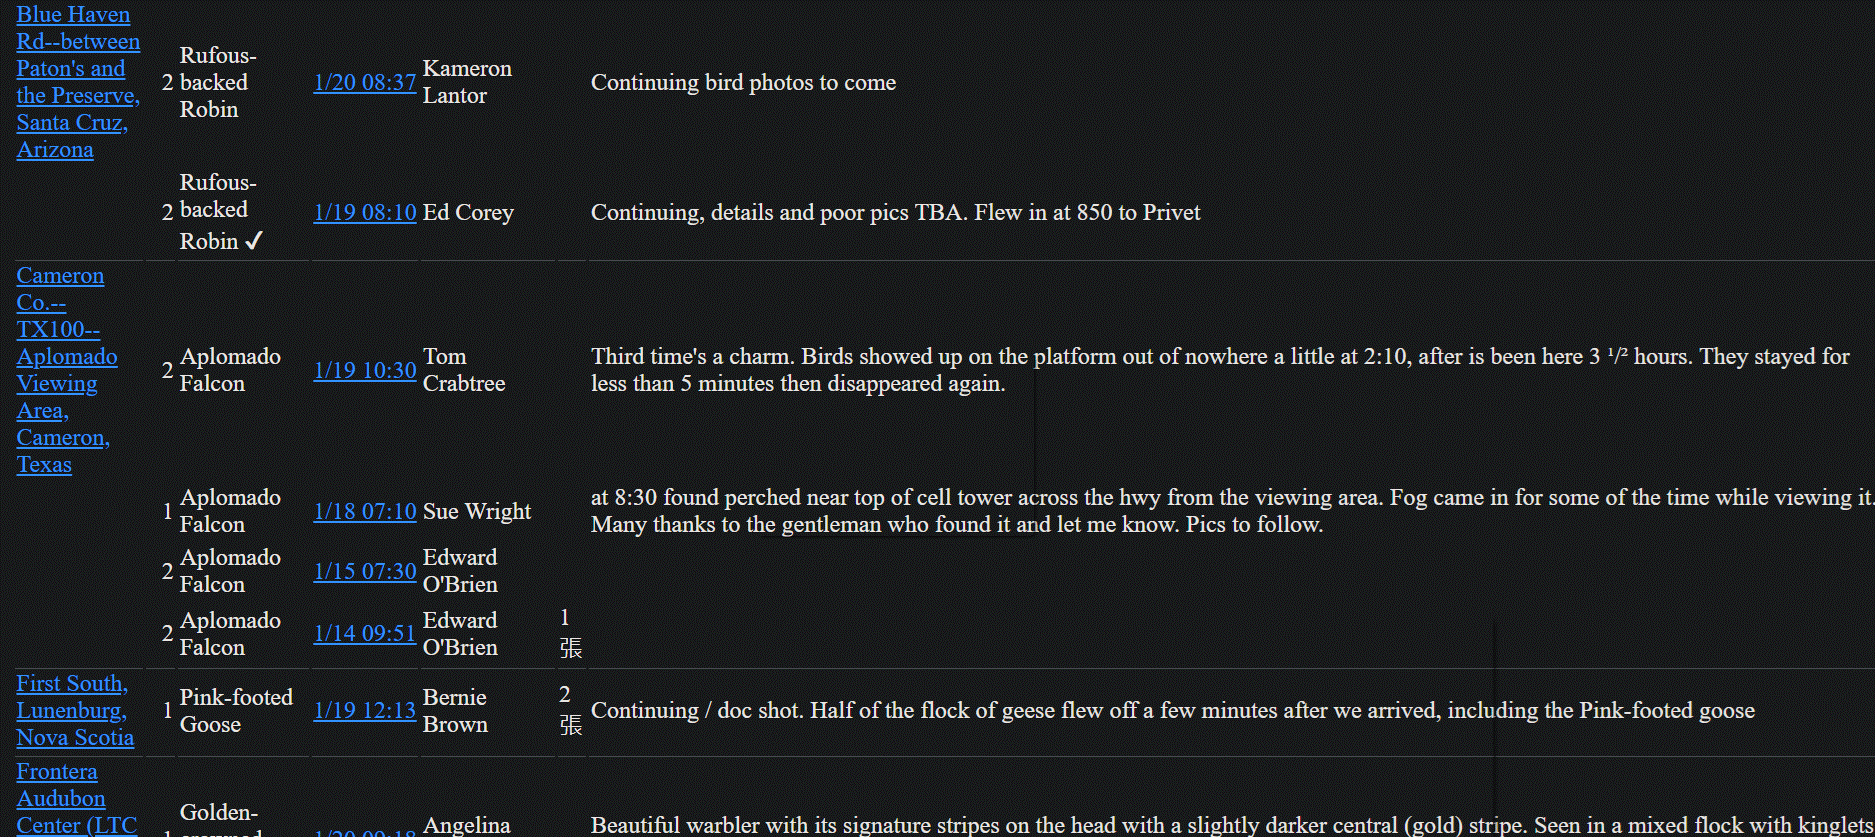 Blue Haven
Rd--between
Paton's and
the Preserve,
Santa Cruz,
Arizona
2
Rufous-
backed
Robin
1/20 08:37
Kameron
Lantor
Continuing bird photos to come
2
Rufous-
backed
Robin ✓
1/19 08:10
Ed Corey
Continuing, details and poor pics TBA. Flew in at 850 to Privet
Cameron
Co.--
TX100--
Aplomado
Viewing
Area,
Cameron,
Texas
2
Aplomado
Falcon
1/19 10:30
Tom
Crabtree
Third time's a charm. Birds showed up on the platform out of nowhere a little at 2:10, after is been here 3 ¹/² hours. They stayed for
less than 5 minutes then disappeared again.
1
Aplomado
Falcon
1/18 07:10
Sue Wright
at 8:30 found perched near top of cell tower across the hwy from the viewing area. Fog came in for some of the time while viewing it.
Many thanks to the gentleman who found it and let me know. Pics to follow.
2
Aplomado
Falcon
1/15 07:30
Edward
O'Brien
2
Aplomado
Falcon
1/14 09:51
Edward
O'Brien
1
張
First South,
Lunenburg,
Nova Scotia
1
Pink-footed
Goose
1/19 12:13
Bernie
Brown
2
張
Continuing / doc shot. Half of the flock of geese flew off a few minutes after we arrived, including the Pink-footed goose
Frontera
Audubon
Center (LTC
Golden-
1/20 09:18
Angelina
Beautiful warbler with its signature stripes on the head with a slightly darker central (gold) stripe. Seen in a mixed flock with kinglets